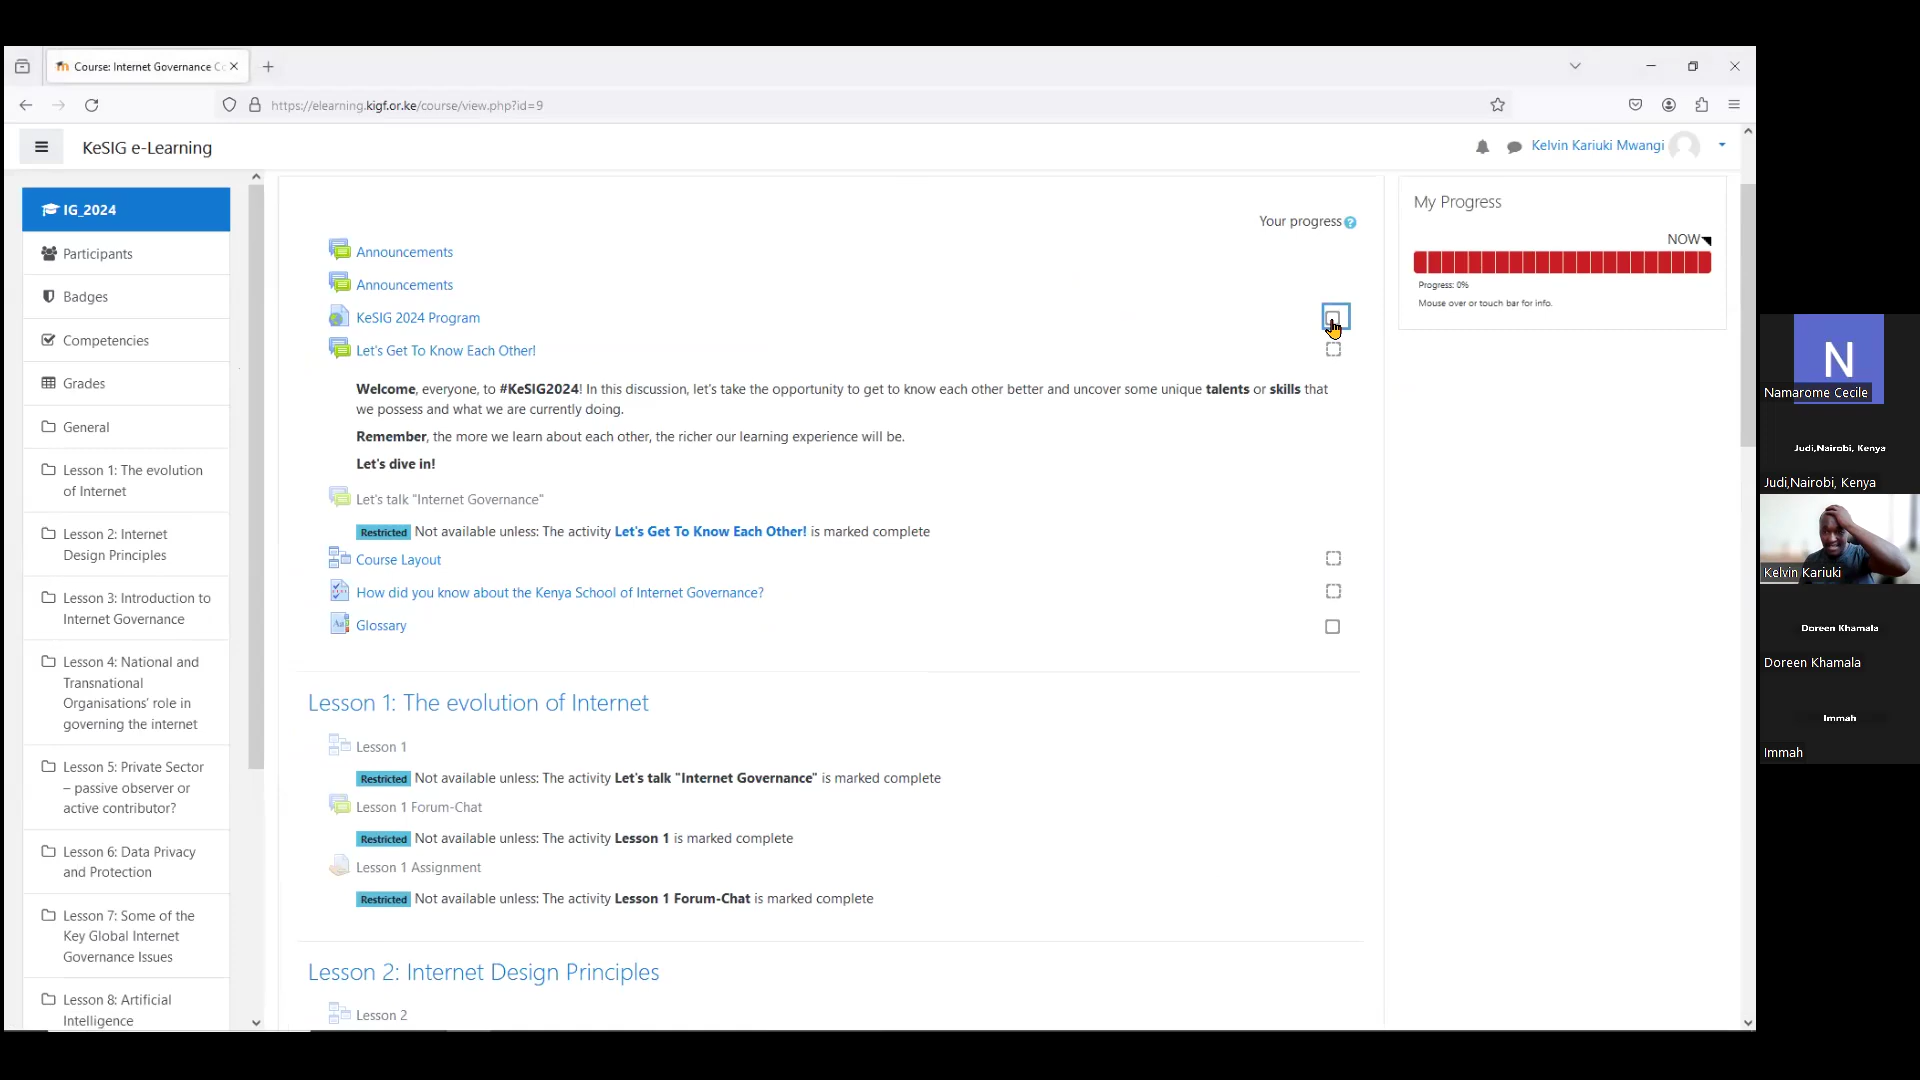 Course: Internet Governance Co
https://elearning.kigf.or.ke/course/view.php?id=9
KeSIG e-Learning
Kelvin Kariuki Mwangi
IG_2024
Participants
Badges
Competencies
Grades
General
Lesson 1: The evolution
of Internet
Lesson 2: Internet
Design Principles
Lesson 3: Introduction to
Internet Governance
Lesson 4: National and
Transnational
Organisations' role in
governing the internet
Lesson 5: Private Sector
– passive observer or
active contributor?
Lesson 6: Data Privacy
and Protection
Lesson 7: Some of the
Key Global Internet
Governance Issues
Lesson 8: Artificial
Intelligence
Your progress
Announcements
Announcements
KeSIG 2024 Program
Let's Get To Know Each Other!
Welcome, everyone, to #KeSIG2024! In this discussion, let's take the opportunity to get to know each other better and uncover some unique talents or skills that
we possess and what we are currently doing.
Remember, the more we learn about each other, the richer our learning experience will be.
Let's dive in!
Let's talk "Internet Governance"
Restricted Not available unless: The activity Let's Get To Know Each Other! is marked complete
Course Layout
How did you know about the Kenya School of Internet Governance?
Glossary
Lesson 1: The evolution of Internet
Lesson 1
Restricted Not available unless: The activity Let's talk "Internet Governance" is marked complete
Lesson 1 Forum-Chat
Restricted Not available unless: The activity Lesson 1 is marked complete
Lesson 1 Assignment
Restricted Not available unless: The activity Lesson 1 Forum-Chat is marked complete
Lesson 2: Internet Design Principles
Lesson 2
My Progress
NOW
Progress: 0%
Mouse over or touch bar for info.
N
Namarome Cecile
Judi,Nairobi, Kenya
Judi,Nairobi, Kenya
Kelvin Kariuki
Doreen Khamala
Doreen Khamala
Immah
Immah